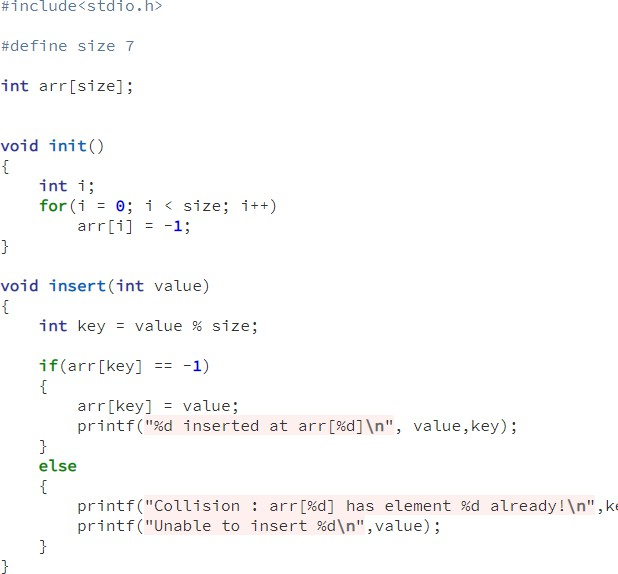 #include<stdio.h>
#define size 7
int arr[size];
void init()
{
    int i;
    for(i = 0; i < size; i++)
        arr[i] = -1;
}
void insert(int value)
{
    int key = value % size;
    if(arr[key] == -1)
    {
        arr[key] = value;
        printf("%d inserted at arr[%d]\n", value,key);
    }
    else
    {
        printf("Collision : arr[%d] has element %d already!\n",
        printf("Unable to insert %d\n",value);
    }
}